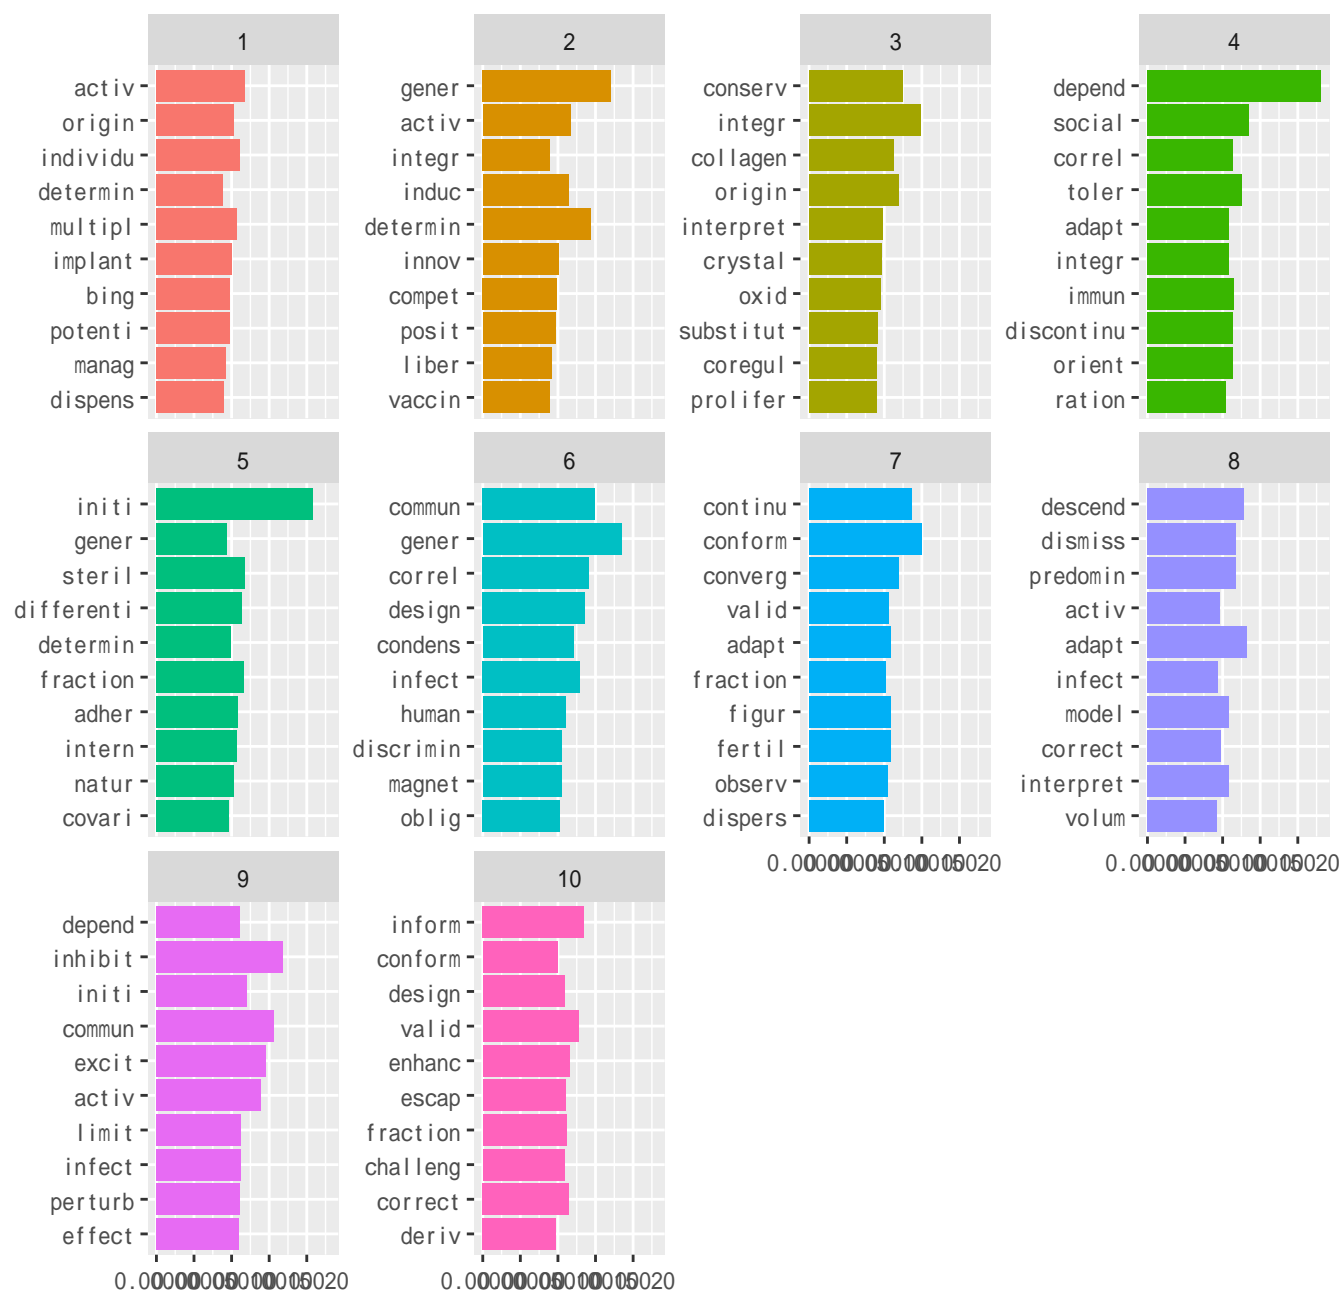 1
activ
origin
individu
determin
multipl
implant
bing
potenti
manag
dispens
2
gener
activ
integr
induc
determin
innov
compet
posit
liber
vaccin
3
conserv
integr
collagen
origin
interpret
crystal
oxid
substitut
coregul
prolifer
4
depend
social
correl
toler
adapt
integr
immun
discontinu
orient
ration
5
initi
gener
steril
differenti
determin
fraction
adher
intern
natur
covari
6
commun
gener
correl
design
condens
infect
human
discrimin
magnet
oblig
7
continu
conform
converg
valid
adapt
fraction
figur
fertil
observ
dispers
8
descend
dismiss
predomin
activ
adapt
infect
model
correct
interpret
volum
9
depend
inhibit
initi
commun
excit
activ
limit
infect
perturb
effect
10
inform
conform
design
valid
enhanc
escap
fraction
challeng
correct
deriv